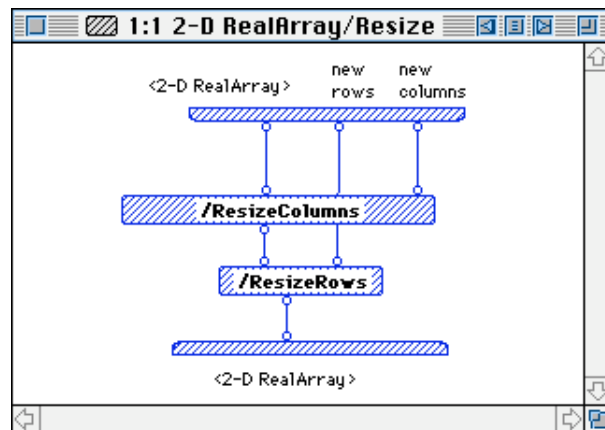 1:1 2-D RealArray/Resize
<2-D RealArray>
new rows
new columns
/ResizeColumns
/ResizeRows
<2-D RealArray>